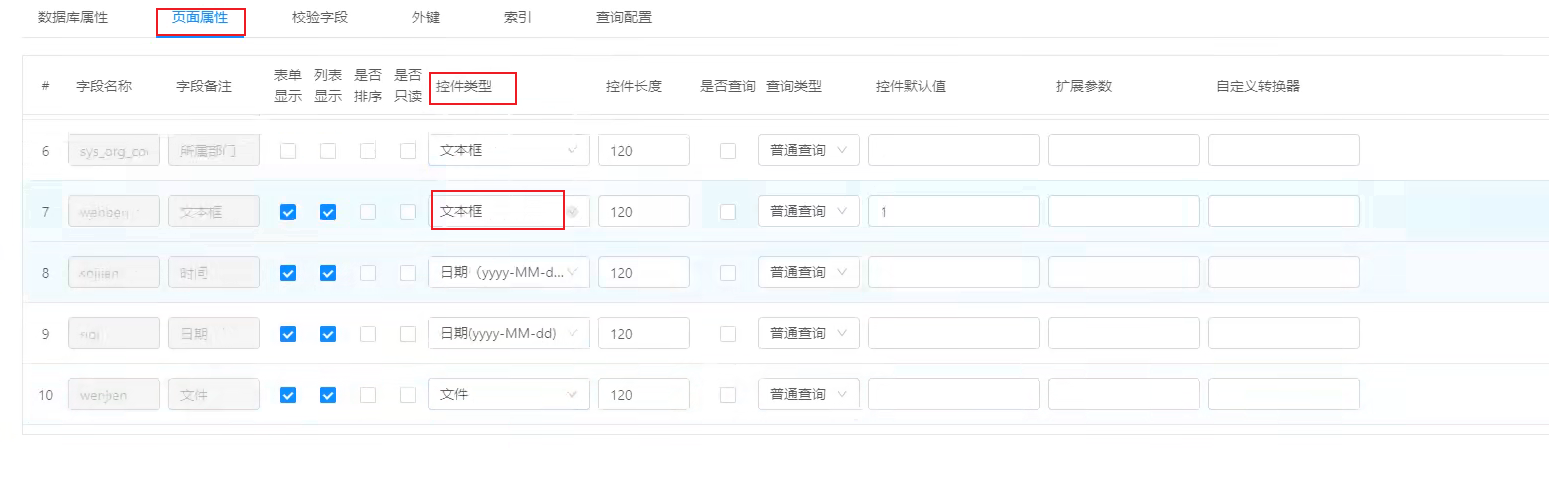 数据库属性 页面属性 校验字段 外键 索引 查询配置
# 字段名称 字段备注 表单显示 列表显示 是否排序 是否只读 控件类型 控件长度 是否查询 查询类型 控件默认值 扩展参数 自定义转换器
6 sys_org_co 所属部门 文本框 120 普通查询
7 文本框 文本框 120 普通查询 1
8 时间 日期（yyyy-MM-d... 120 普通查询
9 日期 日期(yyyy-MM-dd) 120 普通查询
10 wenjian 文件 文件 120 普通查询